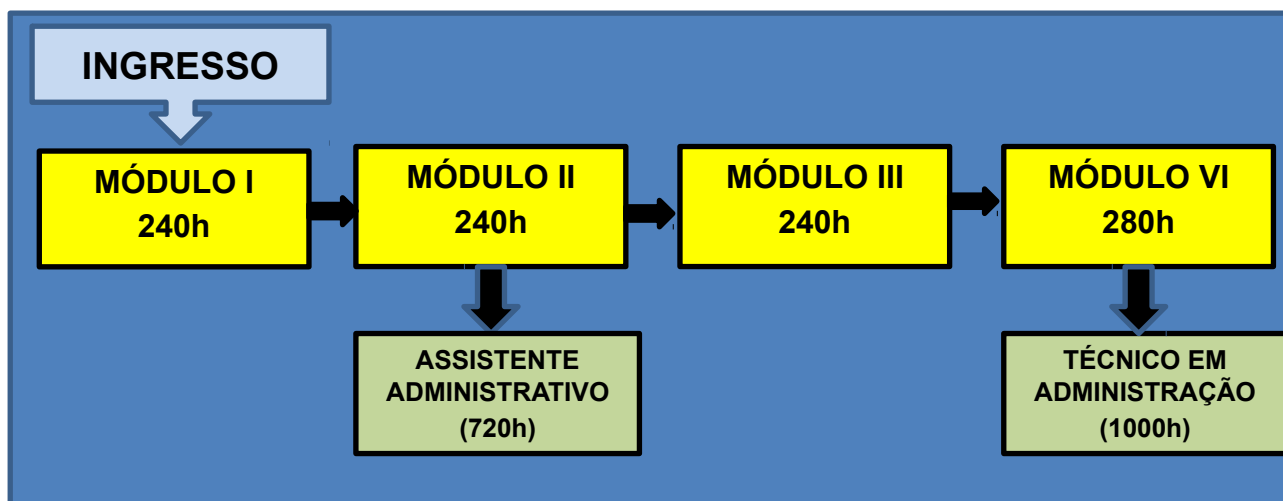 INGRESSO
MÓDULO I
240h
MÓDULO II
240h
MÓDULO III
240h
MÓDULO VI
280h
ASSISTENTE
ADMINISTRATIVO
(720h)
TÉCNICO EM
ADMINISTRAÇÃO
(1000h)